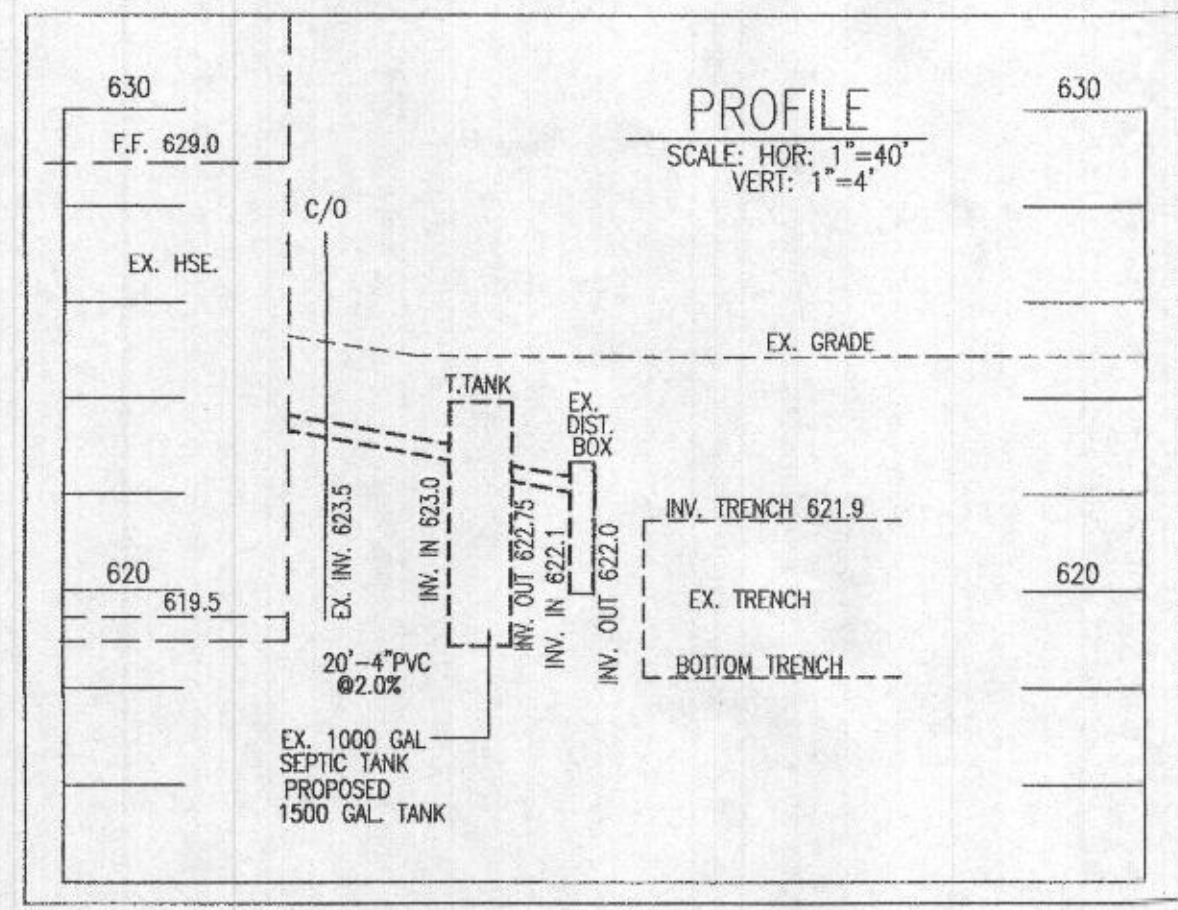 630
F.F. 629.0
EX. HSE.
620
619.5
C/O
PROFILE
SCALE: HOR: 1"=40'
VERT: 1"=4'
630
EX. GRADE
T.TANK
EX.
DIST.
BOX
EX. INV. 623.5
INV. IN 623.0
INV. OUT 622.75
INV. IN 622.1
INV. OUT 622.0
INV. TRENCH 621.9
EX. TRENCH
BOTTOM TRENCH
620
20'-4"PVC
@2.0%
EX. 1000 GAL
SEPTIC TANK
PROPOSED
1500 GAL. TANK